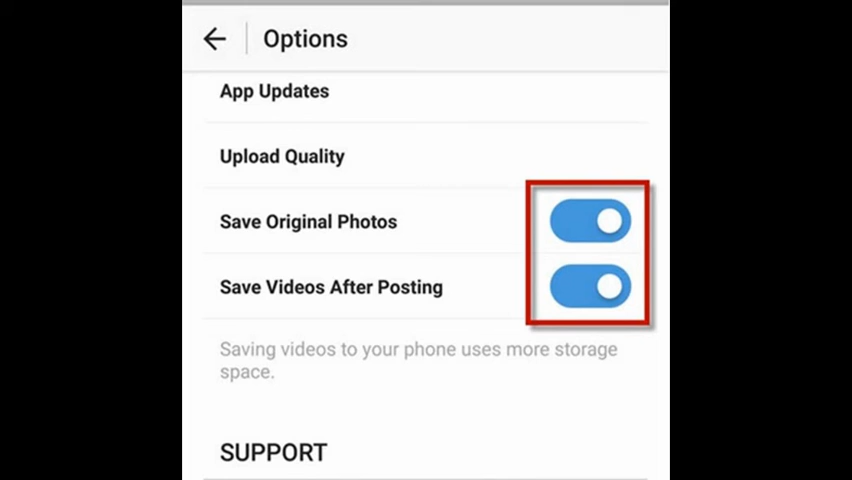 Options
App Updates
Upload Quality
Save Original Photos
Save Videos After Posting
Saving videos to your phone uses more storage
space.
SUPPORT